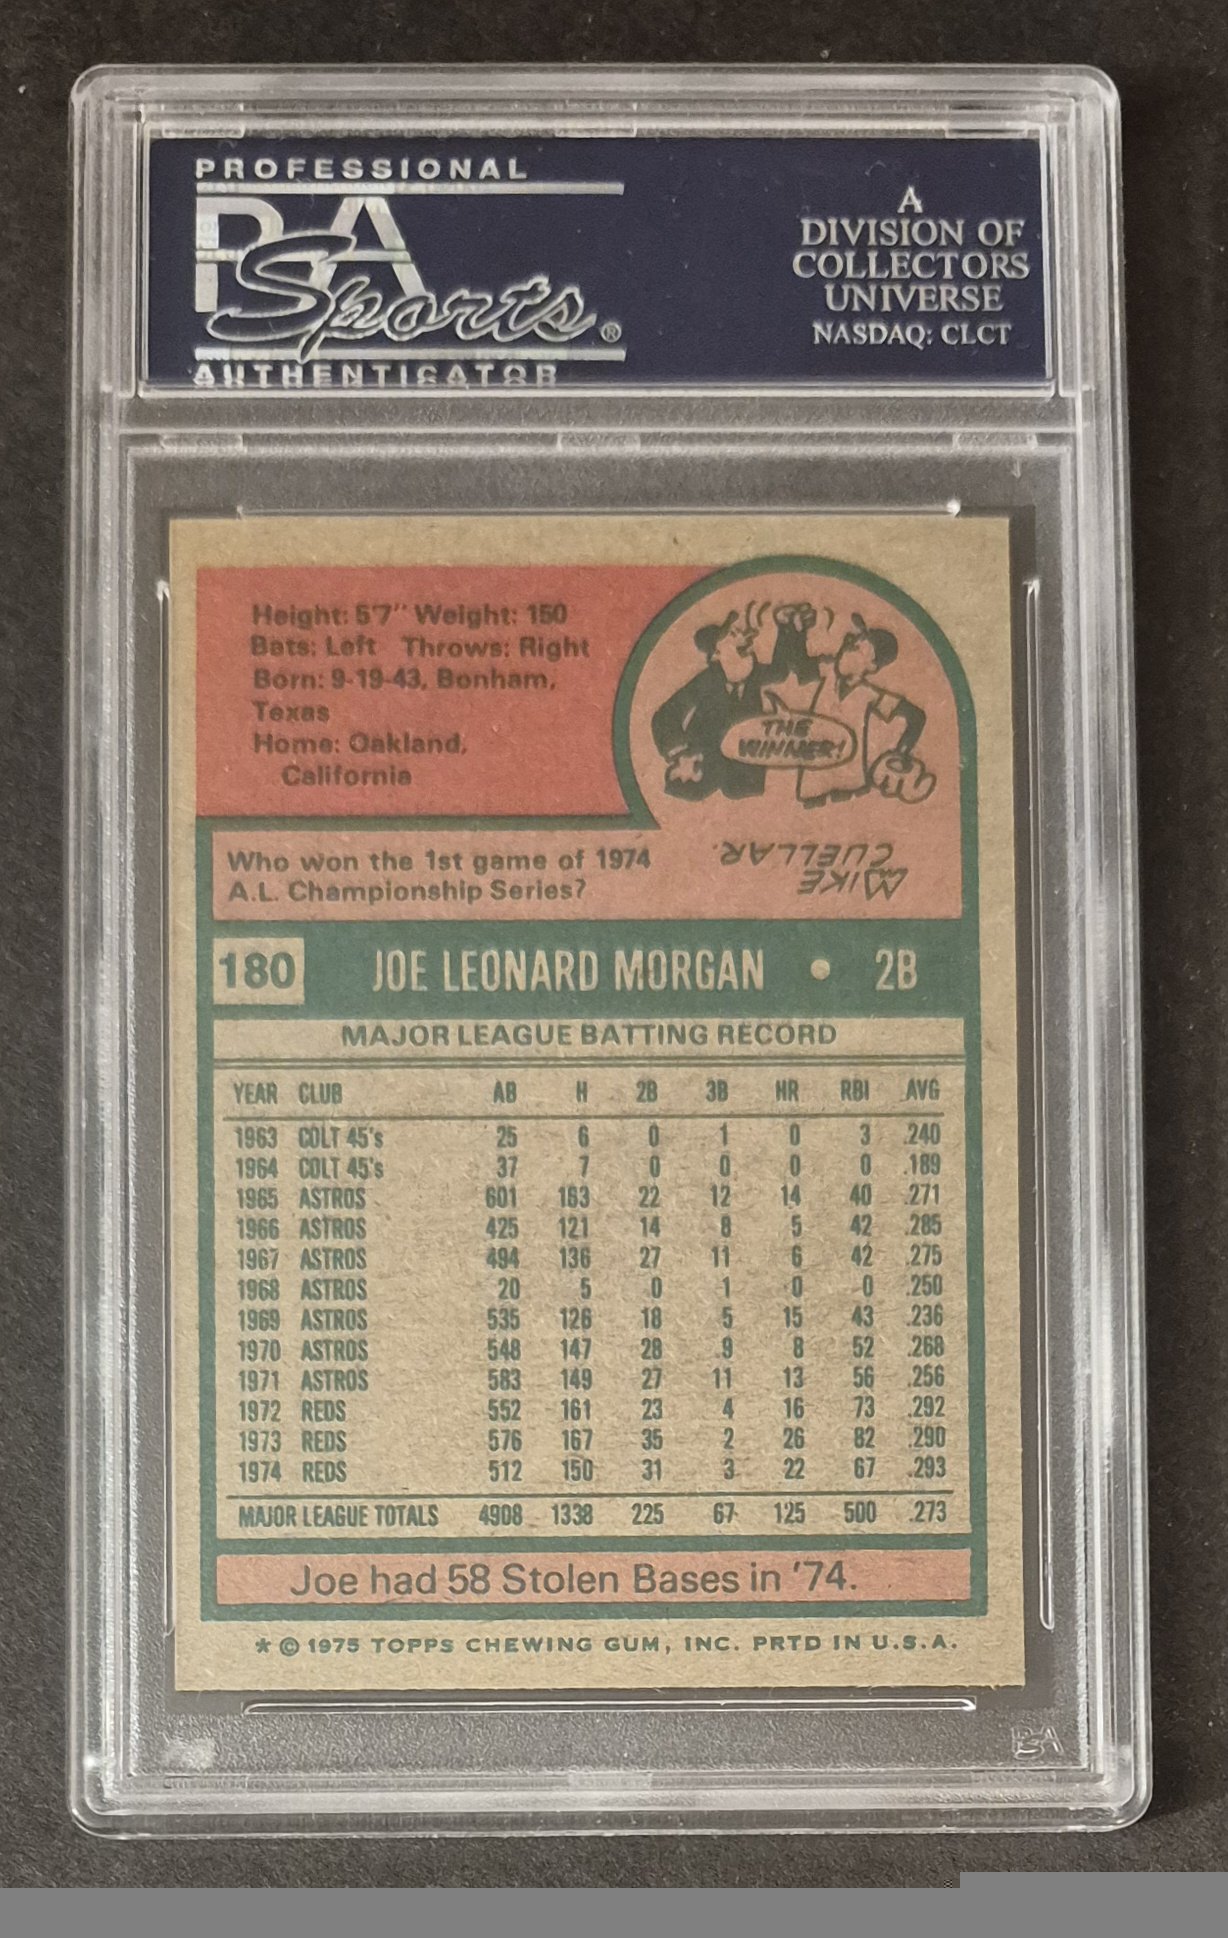 PROFESSIONAL
PSA
Sports®
AUTHENTICATOR
A
DIVISION OF
COLLECTORS
UNIVERSE
NASDAQ: CLCT
Height: 5'7" Weight: 150
Bats: Left Throws: Right
Born: 9-19-43, Bonham,
Texas
Home: Oakland,
California
THE
WINNER!
Who won the 1st game of 1974
A.L. Championship Series?
MIKE
CUELLAR.
180 JOE LEONARD MORGAN • 2B
MAJOR LEAGUE BATTING RECORD
YEAR CLUB AB H 2B 3B HR RBI AVG
1963 COLT 45's 25 6 0 1 0 3 .240
1964 COLT 45's 37 7 0 0 0 0 .189
1965 ASTROS 601 163 22 12 14 40 .271
1966 ASTROS 425 121 14 8 5 42 .285
1967 ASTROS 494 136 27 11 6 42 .275
1968 ASTROS 20 5 0 1 0 0 .250
1969 ASTROS 535 126 18 5 15 43 .236
1970 ASTROS 548 147 28 9 8 52 .268
1971 ASTROS 583 149 27 11 13 56 .256
1972 REDS 552 161 23 4 16 73 .292
1973 REDS 576 167 35 2 26 82 .290
1974 REDS 512 150 31 3 22 67 .293
MAJOR LEAGUE TOTALS 4908 1338 225 67 125 500 .273
Joe had 58 Stolen Bases in '74.
* © 1975 TOPPS CHEWING GUM, INC. PRTD IN U.S.A.
PSA